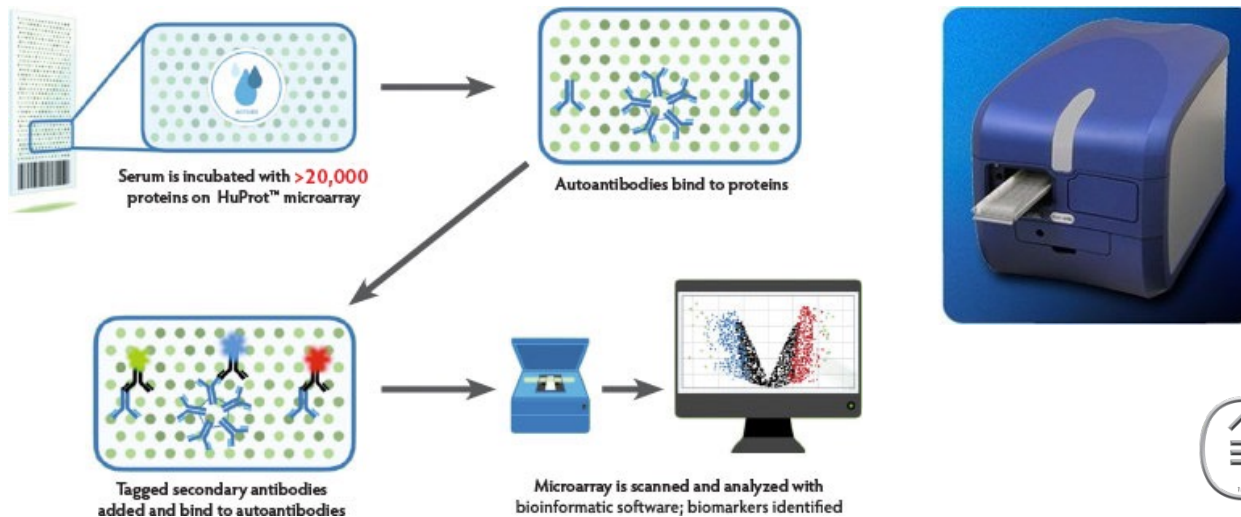 Serum is incubated with >20,000
proteins on HuProt™ microarray
Autoantibodies bind to proteins
Tagged secondary antibodies
added and bind to autoantibodies
Microarray is scanned and analyzed with
bioinformatic software; biomarkers identified